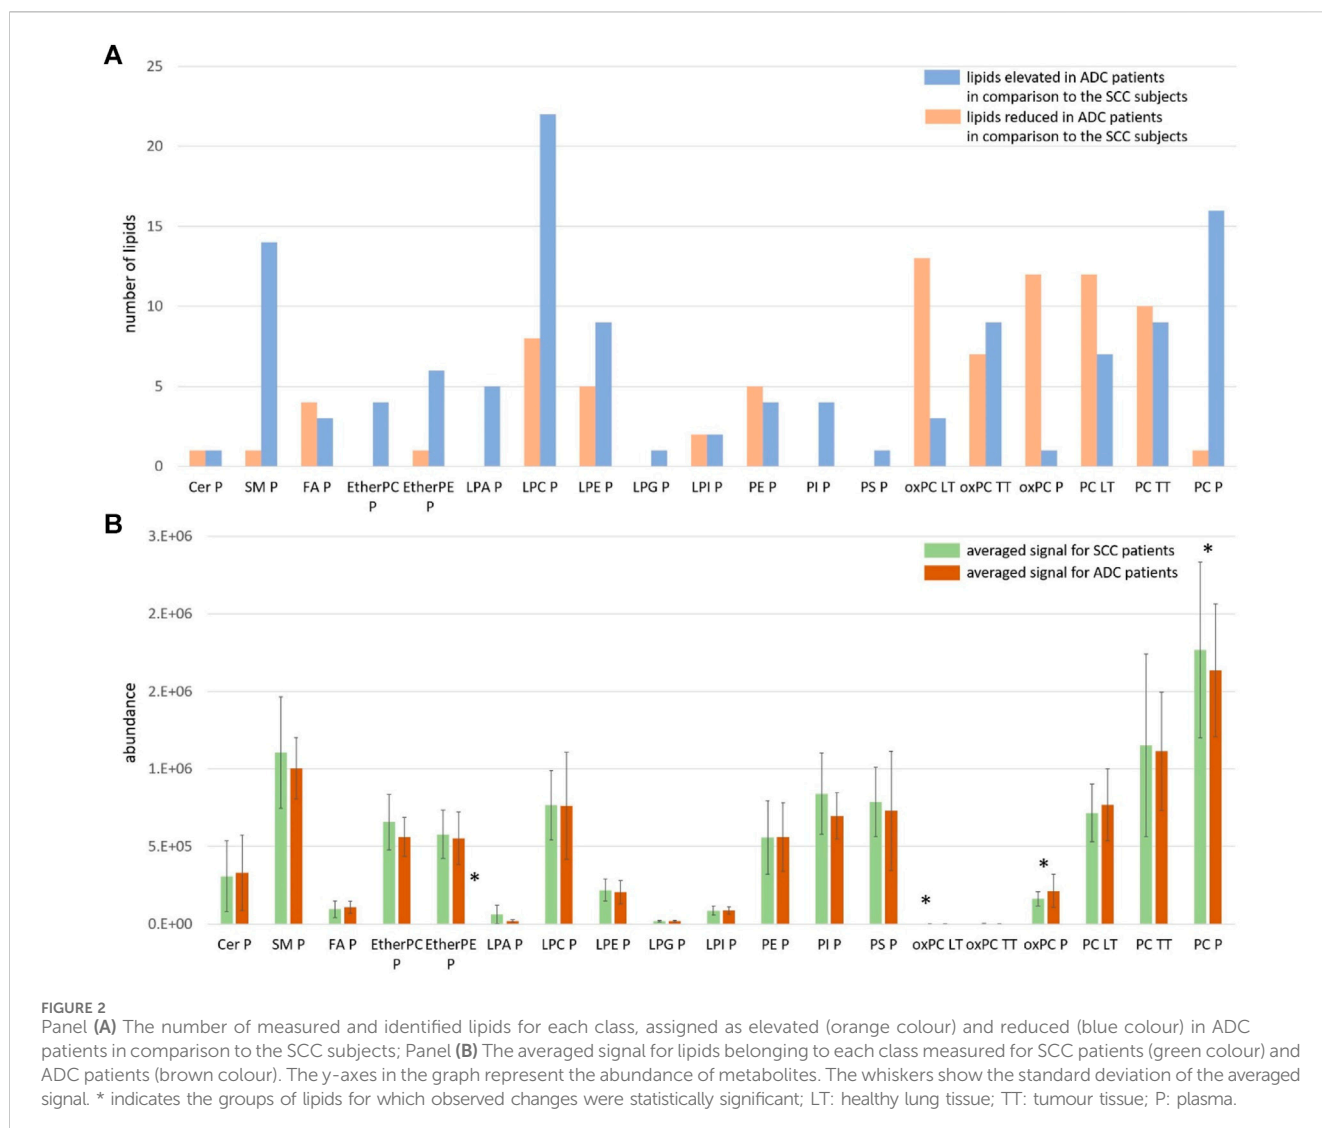 A
25
20
15
10
5
0
number of lipids
lipids elevated in ADC patients
in comparison to the SCC subjects
lipids reduced in ADC patients
in comparison to the SCC subjects
Cer P SM P FA P EtherPC EtherPE LPA P LPC P LPE P LPG P LPI P PE P PI P PS P oxPC LT oxPC TT oxPC P PC LT PC TT PC P
P P
B
3.E+06
2.E+06
2.E+06
1.E+06
5.E+05
0.E+00
abundance
averaged signal for SCC patients
averaged signal for ADC patients
*
*
*
*
Cer P SM P FA P EtherPC EtherPE LPA P LPC P LPE P LPG P LPI P PE P PI P PS P oxPC LT oxPC TT oxPC P PC LT PC TT PC P
P P
FIGURE 2
Panel (A) The number of measured and identified lipids for each class, assigned as elevated (orange colour) and reduced (blue colour) in ADC
patients in comparison to the SCC subjects; Panel (B) The averaged signal for lipids belonging to each class measured for SCC patients (green colour) and
ADC patients (brown colour). The y-axes in the graph represent the abundance of metabolites. The whiskers show the standard deviation of the averaged
signal. * indicates the groups of lipids for which observed changes were statistically significant; LT: healthy lung tissue; TT: tumour tissue; P: plasma.